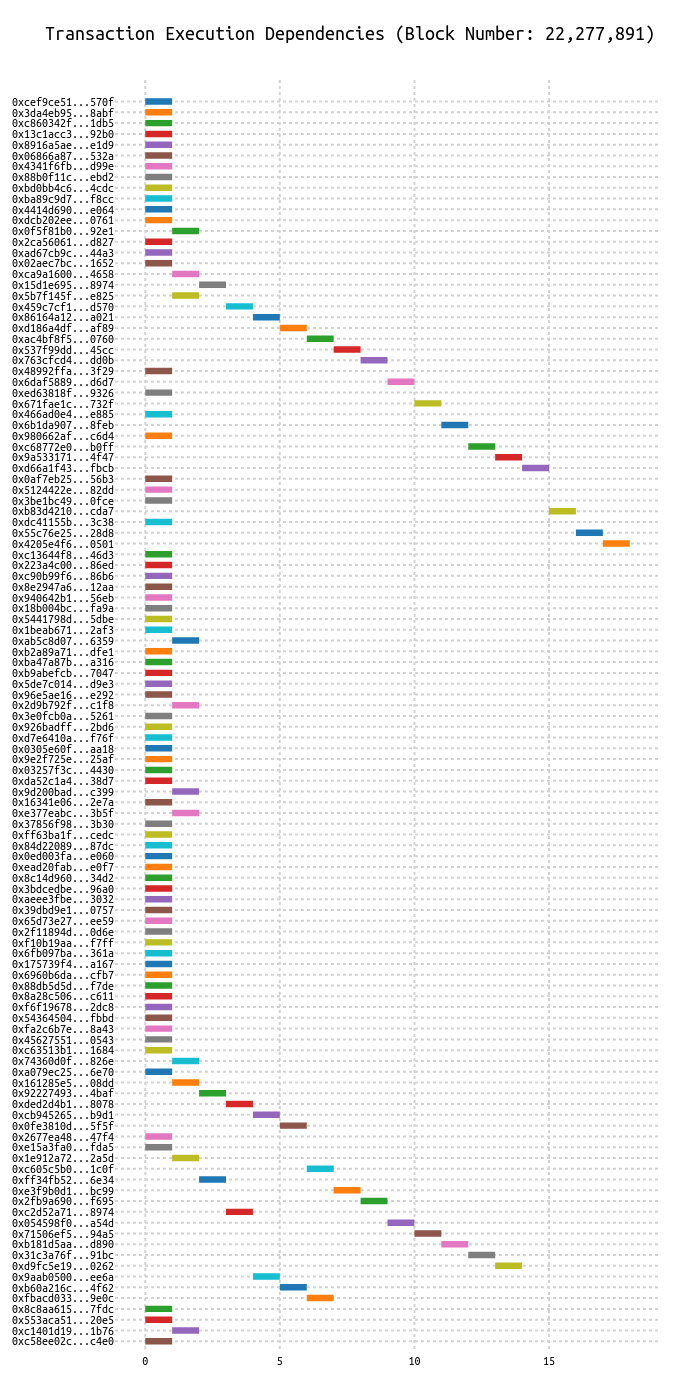 Transaction Execution Dependencies (Block Number: 22,277,891)
0xcef9ce51...570f
0x3da4eb95...8abf
0xc860342f...1db5
0x13c1acc3...92b0
0x8916a5ae...e1d9
0x06866a87...532a
0x4341f6fb...d99e
0x88b0f11c...ebd2
0xbd0bb4c6...4cdc
0xba89c9d7...f8cc
0x4414d690...e064
0xdcb202ee...0761
0x0f5f81b0...92e1
0x2ca56061...d827
0xad67cb9c...44a3
0x02aec7bc...1652
0xca9a1600...4658
0x15d1e695...8974
0x5b7f145f...e825
0x459c7cf1...d570
0x86164a12...a021
0xd186a4df...af89
0xac4bf8f5...0760
0x537f99dd...45cc
0x763cfcd4...dd0b
0x48992ffa...3f29
0x6daf5889...d6d7
0xed63818f...9326
0x671fae1c...732f
0x466ad0e4...e885
0x6b1da907...8feb
0x980662af...c6d4
0xc68772e0...b0ff
0x9a533171...4f47
0xd66a1f43...fbcb
0x0af7eb25...56b3
0x5124422e...82dd
0x3be1bc49...0fce
0xb83d4210...cda7
0xdc41155b...3c38
0x55c76e25...28d8
0x4205e4f6...0501
0xc13644f8...46d3
0x223a4c00...86ed
0xc90b99f6...86b6
0x8e2947a6...12aa
0x940642b1...56eb
0x18b004bc...fa9a
0x5441798d...5dbe
0x1beab671...2af3
0xab5c8d07...6359
0xb2a89a71...dfe1
0xba47a87b...a316
0xb9abefcb...7047
0x5de7c014...d9e3
0x96e5ae16...e292
0x2d9b792f...c1f8
0x3e0fcb0a...5261
0x926badff...2bd6
0xd7e6410a...f76f
0x0305e60f...aa18
0x9e2f725e...25af
0x03257f3c...4430
0xda52c1a4...38d7
0x9d200bad...c399
0x16341e06...2e7a
0xe377eabc...3b5f
0x37856f98...3b30
0xff63ba1f...cedc
0x84d22089...87dc
0x0ed003fa...e060
0xead20fab...e0f7
0x8c14d960...34d2
0x3bdcedbe...96a0
0xaeee3fbe...3032
0x39dbd9e1...0757
0x65d73e27...ee59
0x2f11894d...0d6e
0xf10b19aa...f7ff
0x6fb097ba...361a
0x175739f4...a167
0x6960b6da...cfb7
0x88db5d5d...f7de
0x8a28c506...c611
0xf6f19678...2dc8
0x54364504...fbbd
0xfa2c6b7e...8a43
0x45627551...0543
0xc63513b1...1684
0x74360d0f...826e
0xa079ec25...6e70
0x161285e5...08dd
0x92227493...4baf
0xded2d4b1...8078
0xcb945265...b9d1
0x0fe3810d...5f5f
0x2677ea48...47f4
0xe15a3fa0...fda5
0x1e912a72...2a5d
0xc605c5b0...1c0f
0xff34fb52...6e34
0xe3f9b0d1...bc99
0x2fb9a690...f695
0xc2d52a71...8974
0x054598f0...a54d
0x71506ef5...94a5
0xb181d5aa...d890
0x31c3a76f...91bc
0xd9fc5e19...0262
0x9aab0500...ee6a
0xb60a216c...4f62
0xfbacd033...9e0c
0x8c8aa615...7fdc
0x553aca51...20e5
0xc1401d19...1b76
0xc58ee02c...c4e0
0 5 10 15